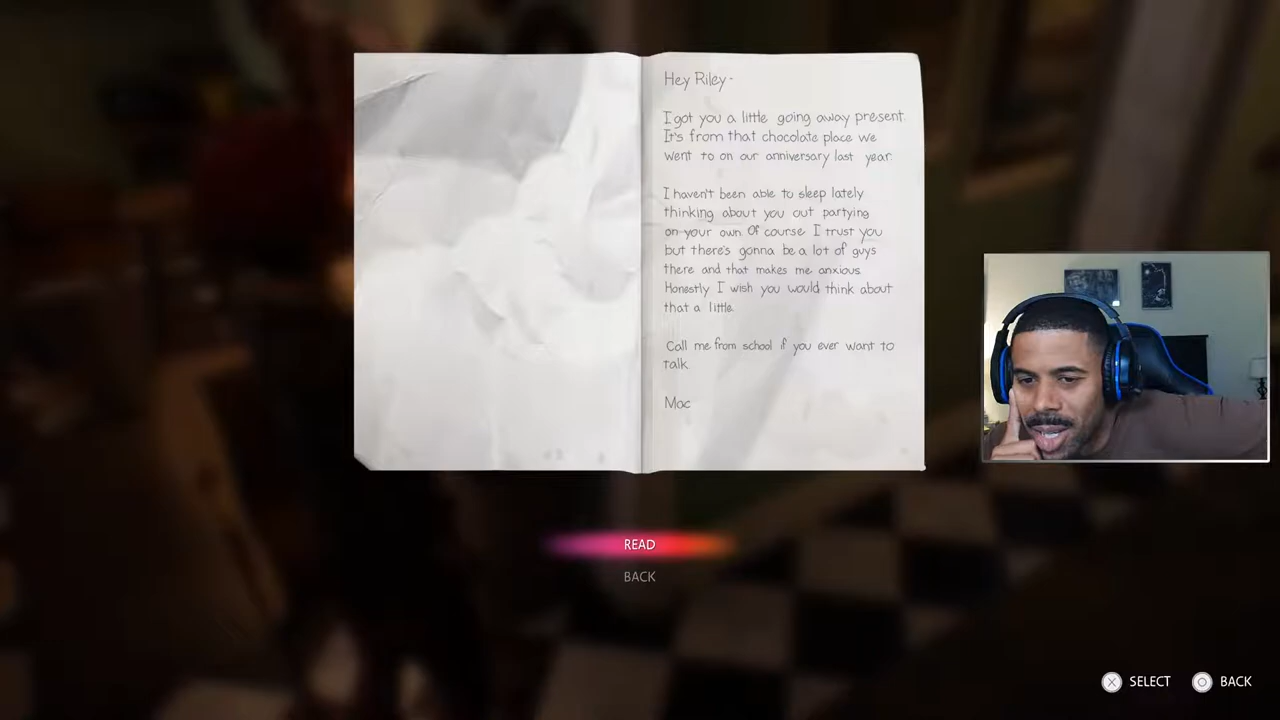 Hey Riley-
I got you a little going away present.
It's from that chocolate place we
went to on our anniversary last year.
I haven't been able to sleep lately
thinking about you out partying
on your own. Of course I trust you
but there's gonna be a lot of guys
there and that makes me anxious.
Honestly I wish you would think about
that a little.
Call me from school if you ever want to
talk.
Mac
READ
BACK
SELECT
BACK